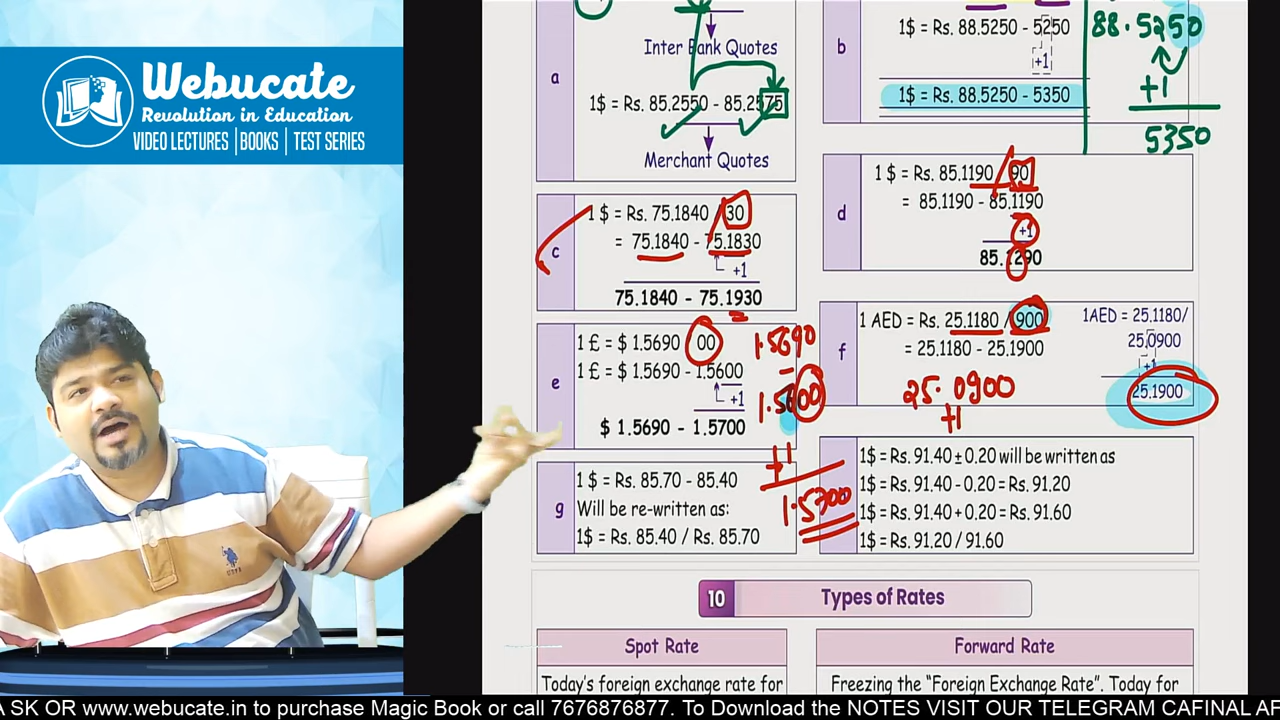 Webucate
Revolution in Education
VIDEO LECTURES | BOOKS | TEST SERIES
a
Inter Bank Quotes
1$ = Rs. 85.2550 - 85.2575
Merchant Quotes
b
1$ = Rs. 88.5250 - 5250
+1
1$ = Rs. 88.5250 - 5350
88.5250
+1
5350
c
1 $ = Rs. 75.1840 / 30
= 75.1840 - 75.1830
+1
75.1840 - 75.1930
d
1 $ = Rs. 85.1190 / 90
= 85.1190 - 85.1190
+1
85.1290
e
1 £ = $ 1.5690 00
1 £ = $ 1.5690 - 1.5600
+1
$ 1.5690 - 1.5700
1.5690
-
1.5600
+1
1.5700
f
1 AED = Rs. 25.1180 / 900
= 25.1180 - 25.1900
25.0900
+1
1AED = 25.1180/
25.0900
+1
25.1900
g
1 $ = Rs. 85.70 - 85.40
Will be re-written as:
1$ = Rs. 85.40 / Rs. 85.70
1$ = Rs. 91.40 ± 0.20 will be written as
1$ = Rs. 91.40 - 0.20 = Rs. 91.20
1$ = Rs. 91.40 + 0.20 = Rs. 91.60
1$ = Rs. 91.20 / 91.60
10 Types of Rates
Spot Rate
Forward Rate
Today's foreign exchange rate for
Freezing the "Foreign Exchange Rate". Today for
A SK OR www.webucate.in to purchase Magic Book or call 7676876877. To Download the NOTES VISIT OUR TELEGRAM CAFINAL AF